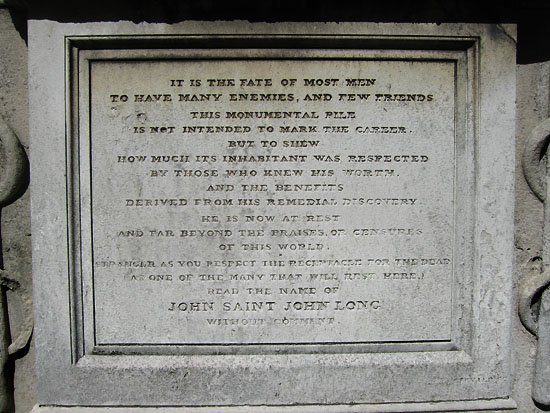 IT IS THE FATE OF MOST MEN
TO HAVE MANY ENEMIES, AND FEW FRIENDS
THIS MONUMENTAL PILE
IS NOT INTENDED TO MARK THE CAREER.
BUT TO SHEW
HOW MUCH ITS INHABITANT WAS RESPECTED
BY THOSE WHO KNEW HIS WORTH.
AND THE BENEFITS
DERIVED FROM HIS REMEDIAL DISCOVERY
HE IS NOW AT REST
AND FAR BEYOND THE PRAISES, OR CENSURES
OF THIS WORLD.
STRANGER AS YOU RESPECT THE RECEPTACLE FOR THE DEAD
(AS ONE OF THE MANY THAT WILL REST HERE,)
READ THE NAME OF
JOHN SAINT JOHN LONG
WITHOUT COMMENT.